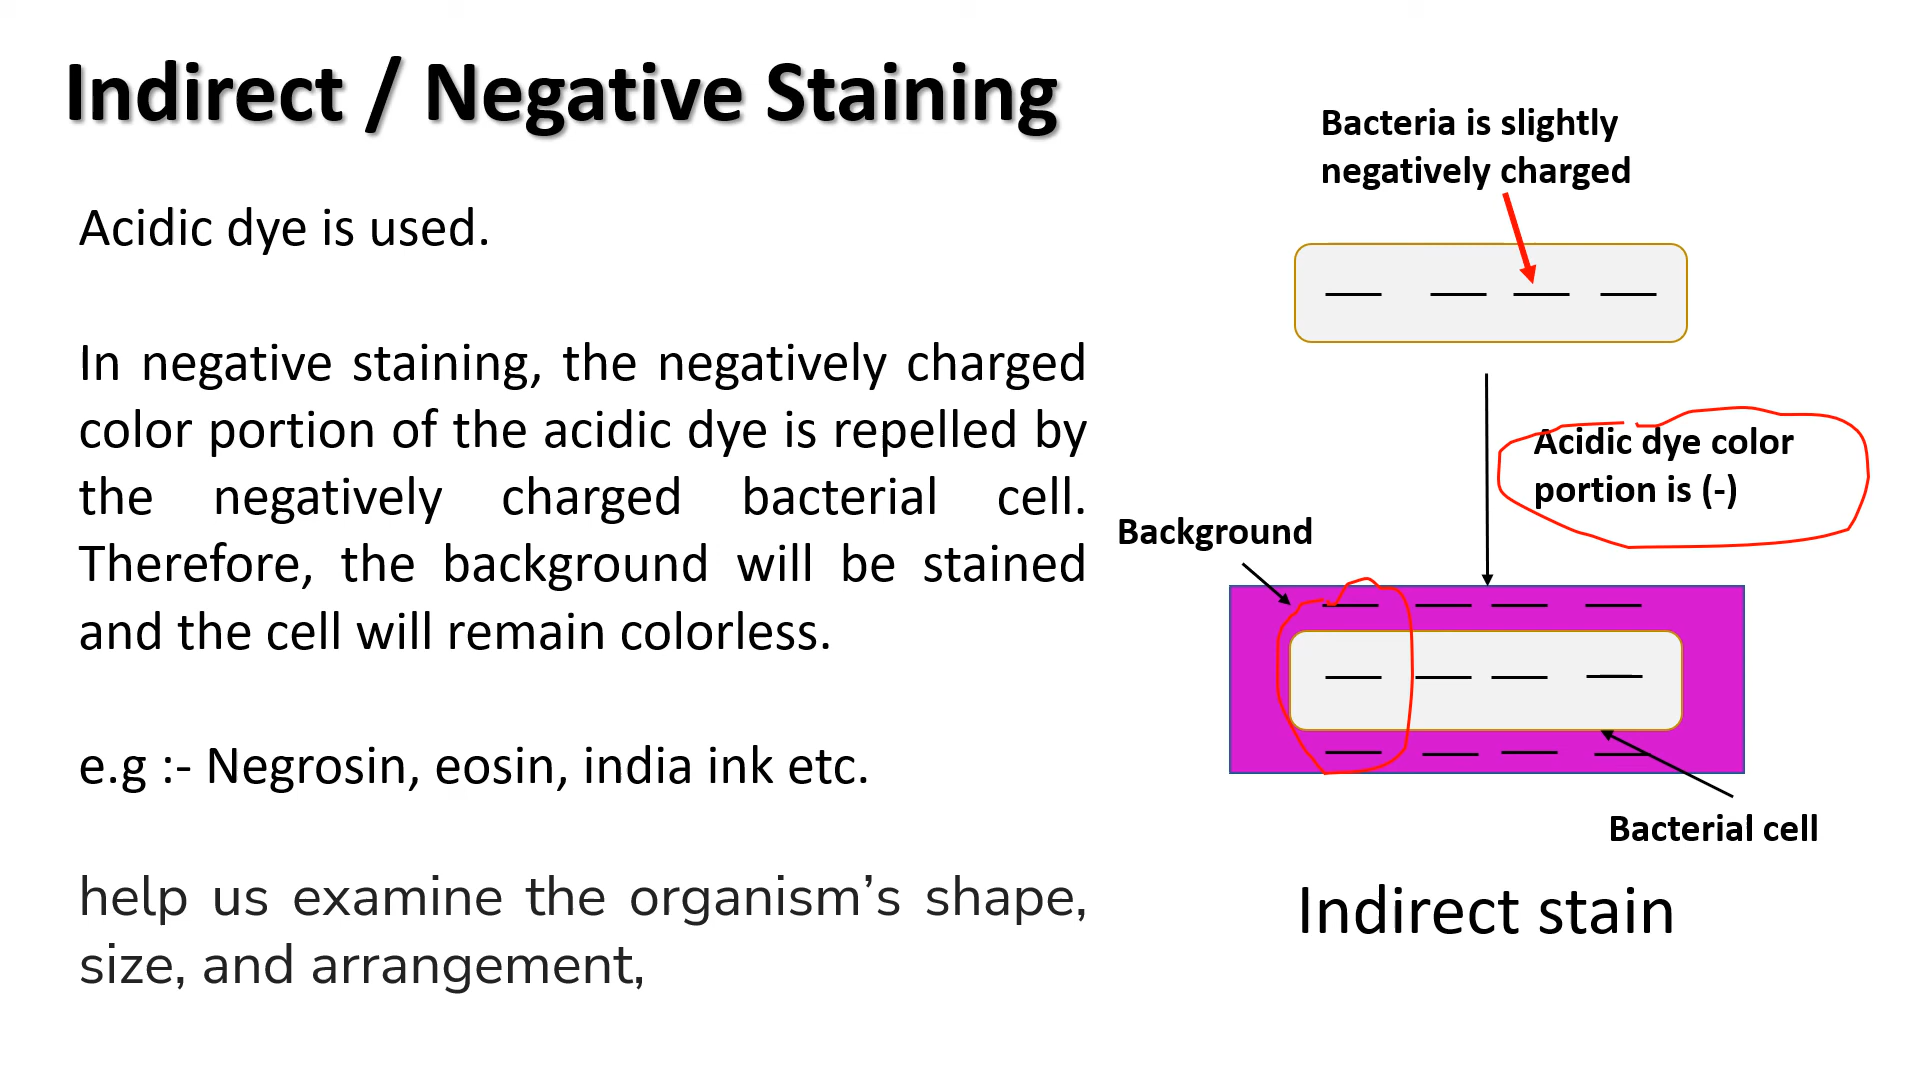 Indirect / Negative Staining
Acidic dye is used.
In negative staining, the negatively charged
color portion of the acidic dye is repelled by
the negatively charged bacterial cell.
Therefore, the background will be stained
and the cell will remain colorless.
e.g :- Negrosin, eosin, india ink etc.
help us examine the organism’s shape,
size, and arrangement,
Bacteria is slightly
negatively charged
Acidic dye color
portion is (-)
Background
Bacterial cell
Indirect stain